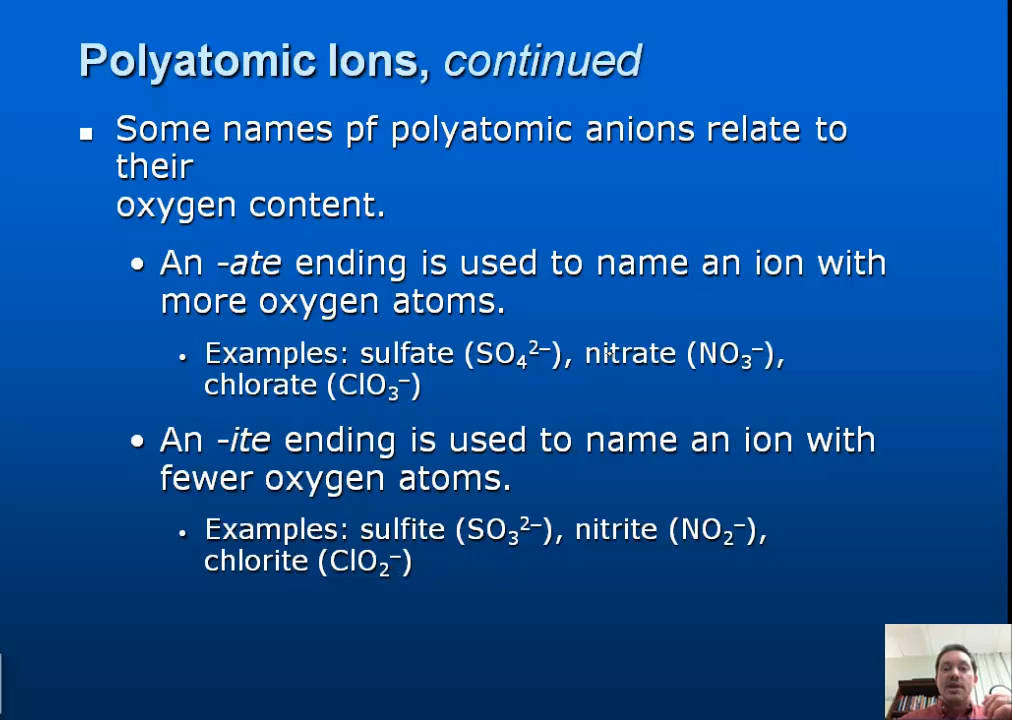 Polyatomic Ions, continued
▪ Some names pf polyatomic anions relate to
their
oxygen content.
• An -ate ending is used to name an ion with
more oxygen atoms.
• Examples: sulfate (SO₄²⁻), nitrate (NO₃⁻),
chlorate (ClO₃⁻)
• An -ite ending is used to name an ion with
fewer oxygen atoms.
• Examples: sulfite (SO₃²⁻), nitrite (NO₂⁻),
chlorite (ClO₂⁻)